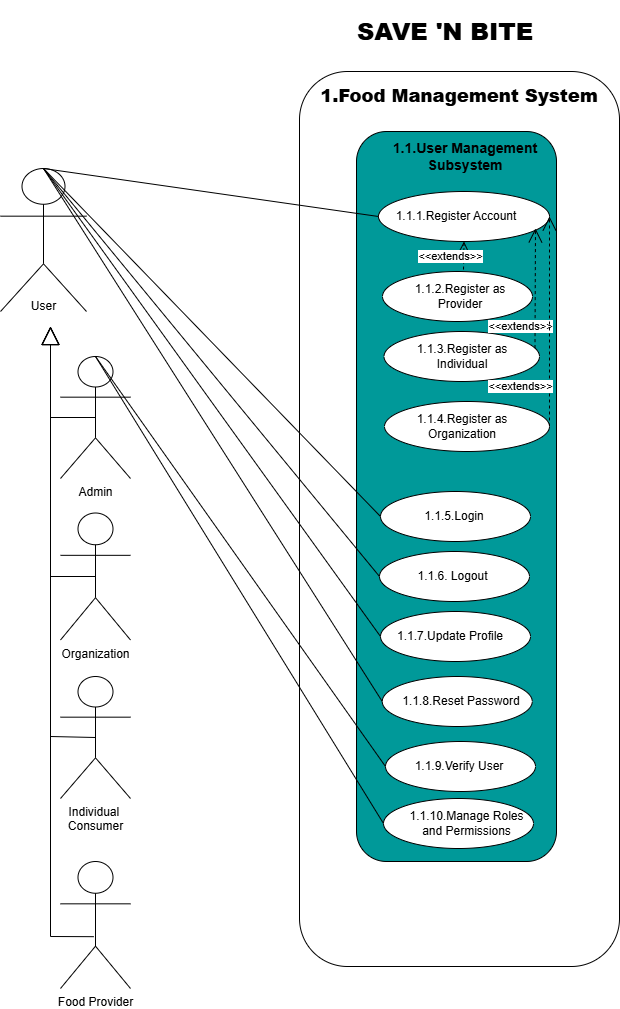 SAVE 'N BITE
1.Food Management System
1.1.User Management
Subsystem
1.1.1.Register Account
<<extends>>
1.1.2.Register as
Provider
<<extends>>
1.1.3.Register as
Individual
<<extends>>
1.1.4.Register as
Organization
1.1.5.Login
1.1.6. Logout
1.1.7.Update Profile
1.1.8.Reset Password
1.1.9.Verify User
1.1.10.Manage Roles
and Permissions
User
Admin
Organization
Individual
Consumer
Food Provider